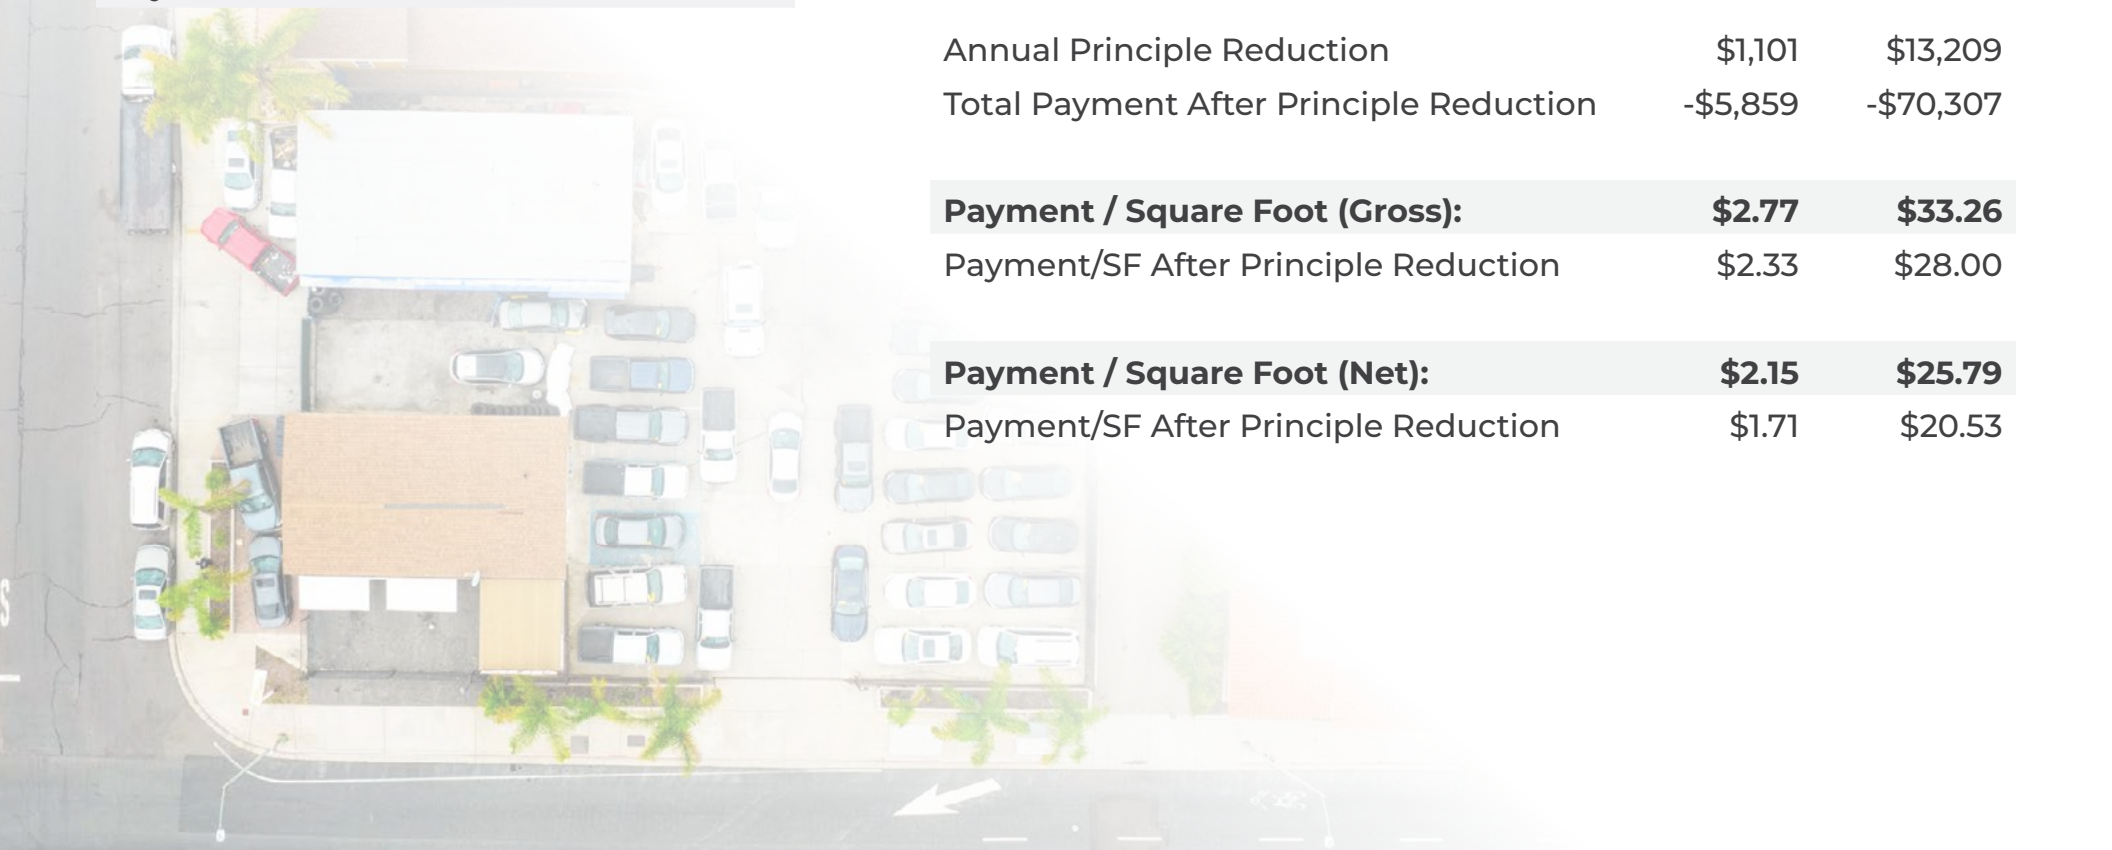 Annual Principle Reduction $1,101 $13,209
Total Payment After Principle Reduction -$5,859 -$70,307
Payment / Square Foot (Gross): $2.77 $33.26
Payment/SF After Principle Reduction $2.33 $28.00
Payment / Square Foot (Net): $2.15 $25.79
Payment/SF After Principle Reduction $1.71 $20.53